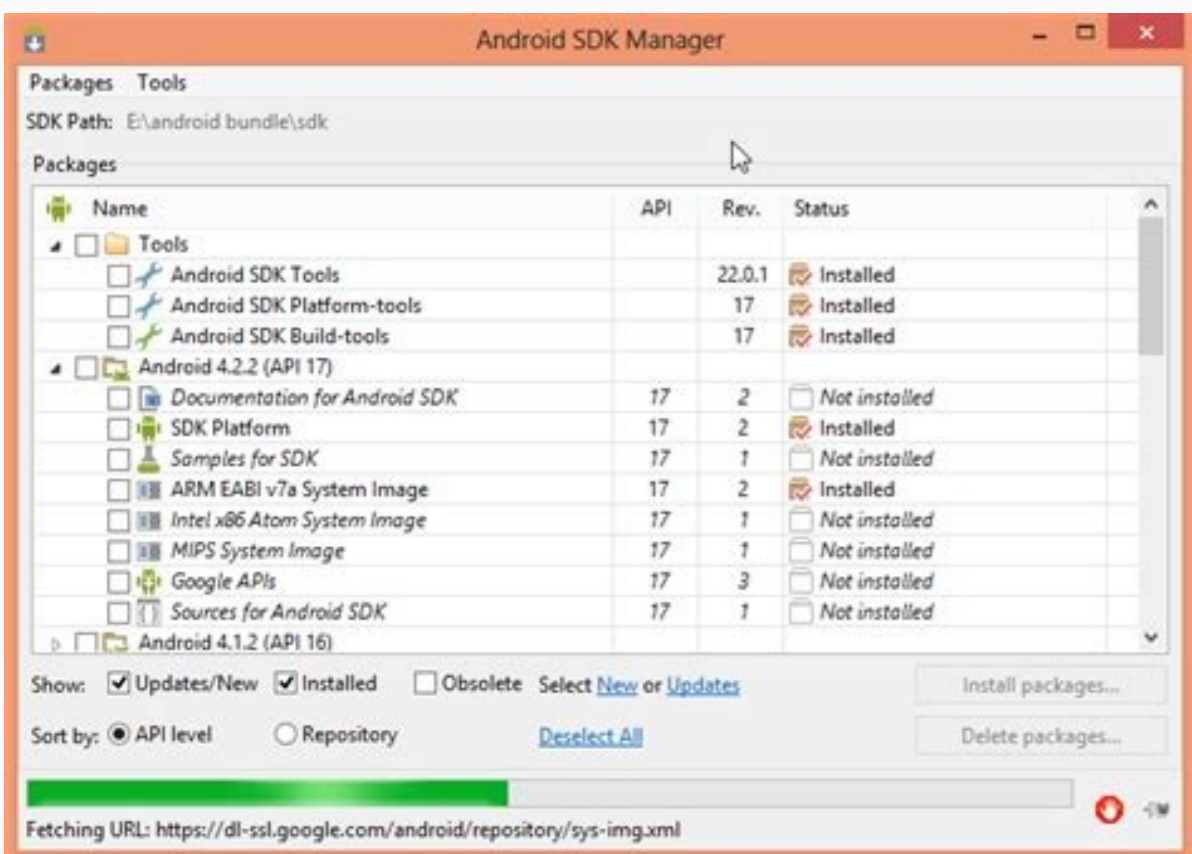 Android SDK Manager
Packages Tools
SDK Path: E:\android bundle\sdk
Packages
Name API Rev. Status
Tools
Android SDK Tools 22.0.1 Installed
Android SDK Platform-tools 17 Installed
Android SDK Build-tools 17 Installed
Android 4.2.2 (API 17)
Documentation for Android SDK 17 2 Not installed
SDK Platform 17 2 Installed
Samples for SDK 17 1 Not installed
ARM EABI v7a System Image 17 2 Installed
Intel x86 Atom System Image 17 1 Not installed
MIPS System Image 17 1 Not installed
Google APIs 17 3 Not installed
Sources for Android SDK 17 1 Not installed
Android 4.1.2 (API 16)
Show: Updates/New Installed Obsolete Select New or Updates Install packages...
Sort by: API level Repository Deselect All Delete packages...
Fetching URL: https://dl-ssl.google.com/android/repository/sys-img.xml